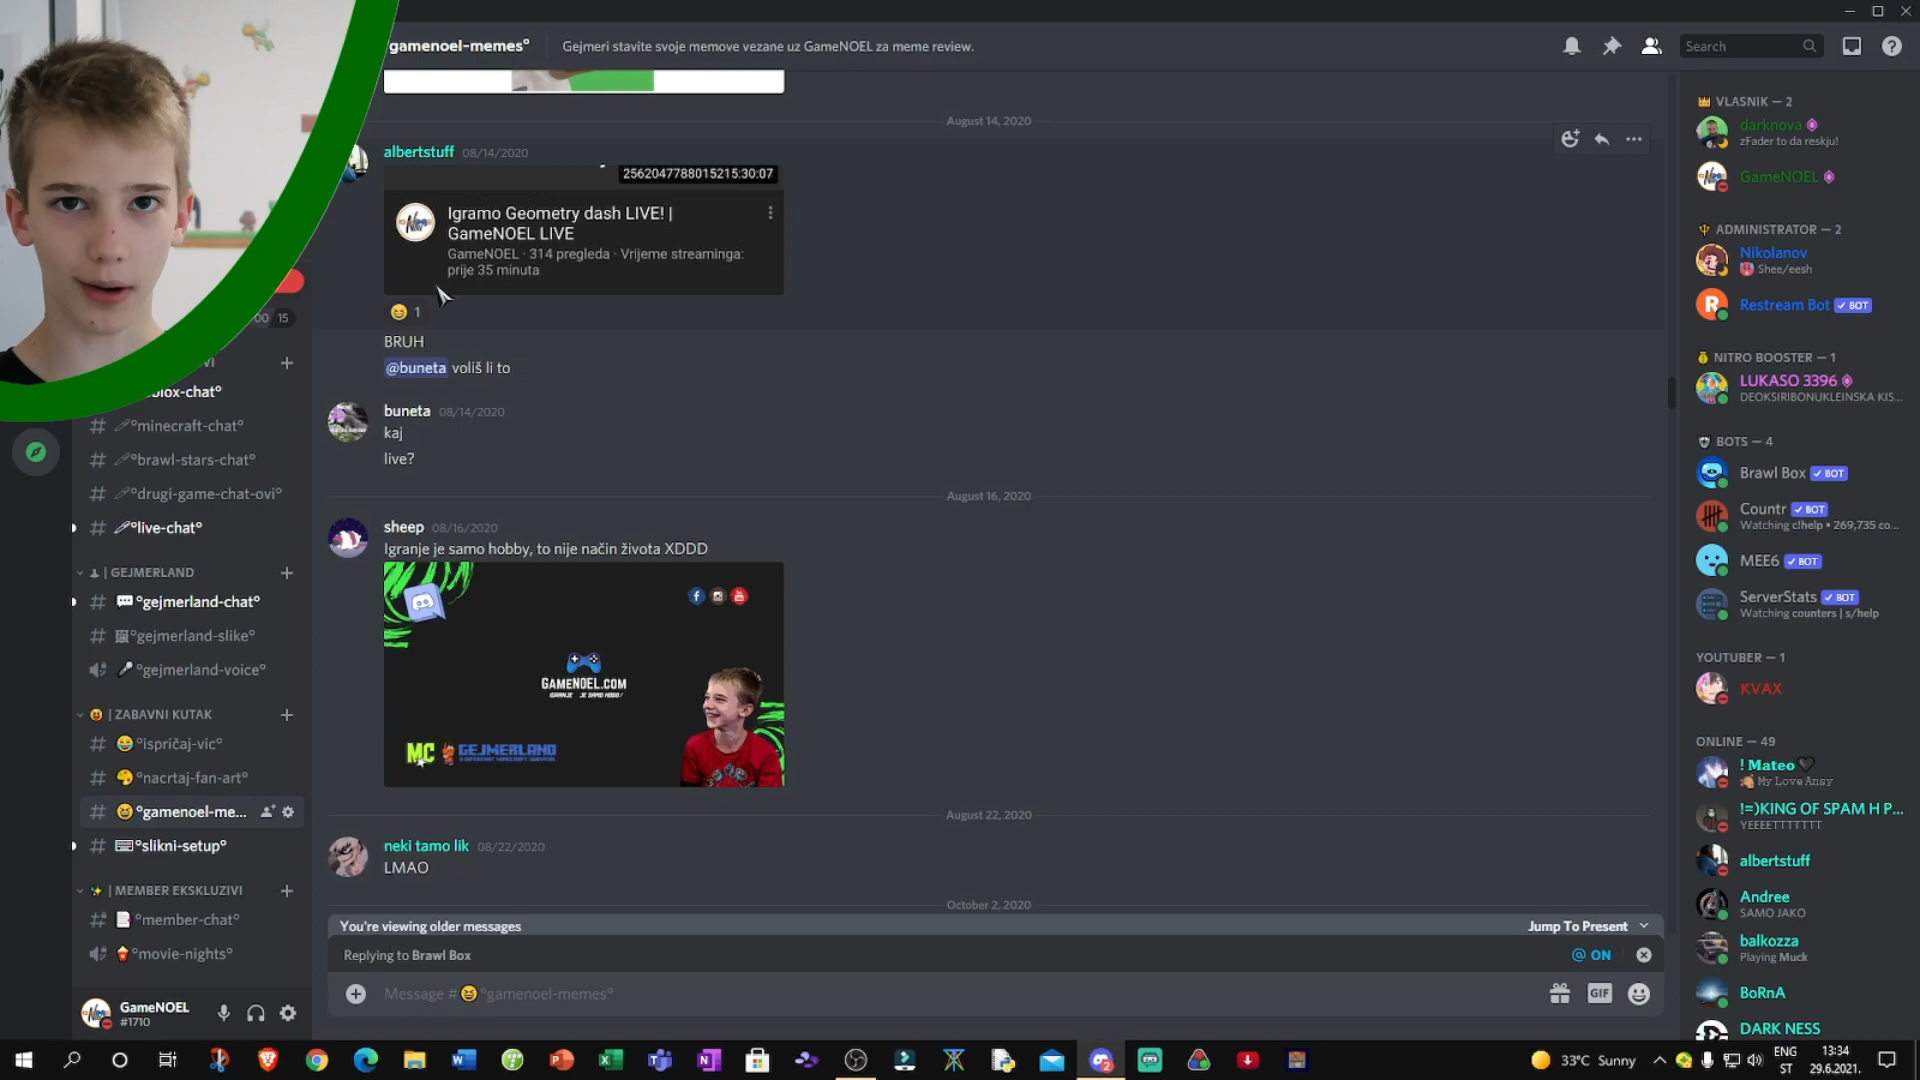 °gamenoel-memes°
Gejmeri stavite svoje memove vezane uz GameNOEL za meme review.
Search
August 14, 2020
albertstuff 08/14/2020
2562047788015215:30:07
Igramo Geometry dash LIVE! |
GameNOEL LIVE
GameNOEL · 314 pregleda · Vrijeme streaminga:
prije 35 minuta
1
BRUH
@buneta voliš li to
buneta 08/14/2020
kaj
live?
August 16, 2020
sheep 08/16/2020
Igranje je samo hobby, to nije način života XDDD
GAMENOEL.COM
IGRANJE JE SAMO HOBBY!
MC GEJMERLAND
August 22, 2020
neki tamo lik 08/22/2020
LMAO
October 2, 2020
You're viewing older messages
Jump To Present
Replying to Brawl Box
@ ON
Message # °gamenoel-memes°
GIF
15
°minecraft-chat°
°brawl-stars-chat°
°drugi-game-chat-ovi°
°live-chat°
| GEJMERLAND
°gejmerland-chat°
°gejmerland-slike°
°gejmerland-voice°
| ZABAVNI KUTAK
°ispričaj-vic°
°nacrtaj-fan-art°
°gamenoel-me...
°slikni-setup°
| MEMBER EKSKLUZIVI
°member-chat°
°movie-nights°
GameNOEL
#1710
VLASNIK — 2
darknova
zFader to da reskju!
GameNOEL
ADMINISTRATOR — 2
Nikolanov
Shee/eesh
Restream Bot ✓ BOT
NITRO BOOSTER — 1
LUKASO 3396
DEOKSIRIBONUKLEINSKA KIS...
BOTS — 4
Brawl Box ✓ BOT
Countr ✓ BOT
Watching c!help • 269,735 co...
MEE6 ✓ BOT
ServerStats ✓ BOT
Watching counters | s/help
YOUTUBER — 1
KVAX
ONLINE — 49
! Mateo
My Love Ansy
!=)KING OF SPAM H P...
YEEEETTTTTTT
albertstuff
Andree
SAMO JAKO
balkozza
Playing Muck
BoRnA
DARK NESS
33°C Sunny
ENG
ST
13:34
29.6.2021.